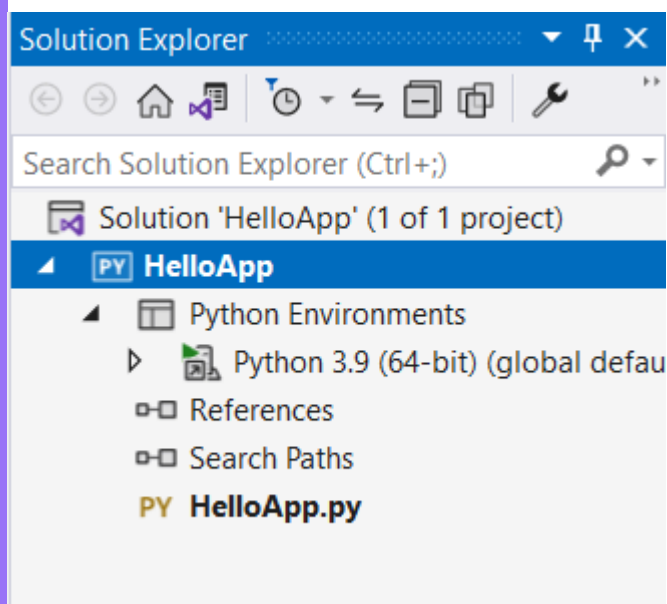 Solution Explorer
Search Solution Explorer (Ctrl+;)
Solution 'HelloApp' (1 of 1 project)
PY HelloApp
Python Environments
Python 3.9 (64-bit) (global defau
References
Search Paths
PY HelloApp.py